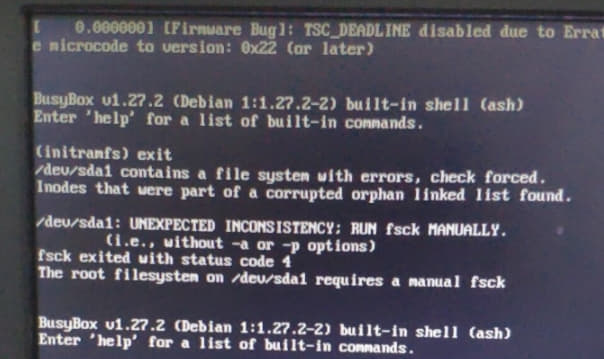 [    0.000000] [Firmware Bug]: TSC_DEADLINE disabled due to Errat
e microcode to version: 0x22 (or later)
BusyBox v1.27.2 (Debian 1:1.27.2-2) built-in shell (ash)
Enter 'help' for a list of built-in commands.
(initramfs) exit
/dev/sda1 contains a file system with errors, check forced.
Inodes that were part of a corrupted orphan linked list found.
/dev/sda1: UNEXPECTED INCONSISTENCY; RUN fsck MANUALLY.
(i.e., without -a or -p options)
fsck exited with status code 4
The root filesystem on /dev/sda1 requires a manual fsck
BusyBox v1.27.2 (Debian 1:1.27.2-2) built-in shell (ash)
Enter 'help' for a list of built-in commands.